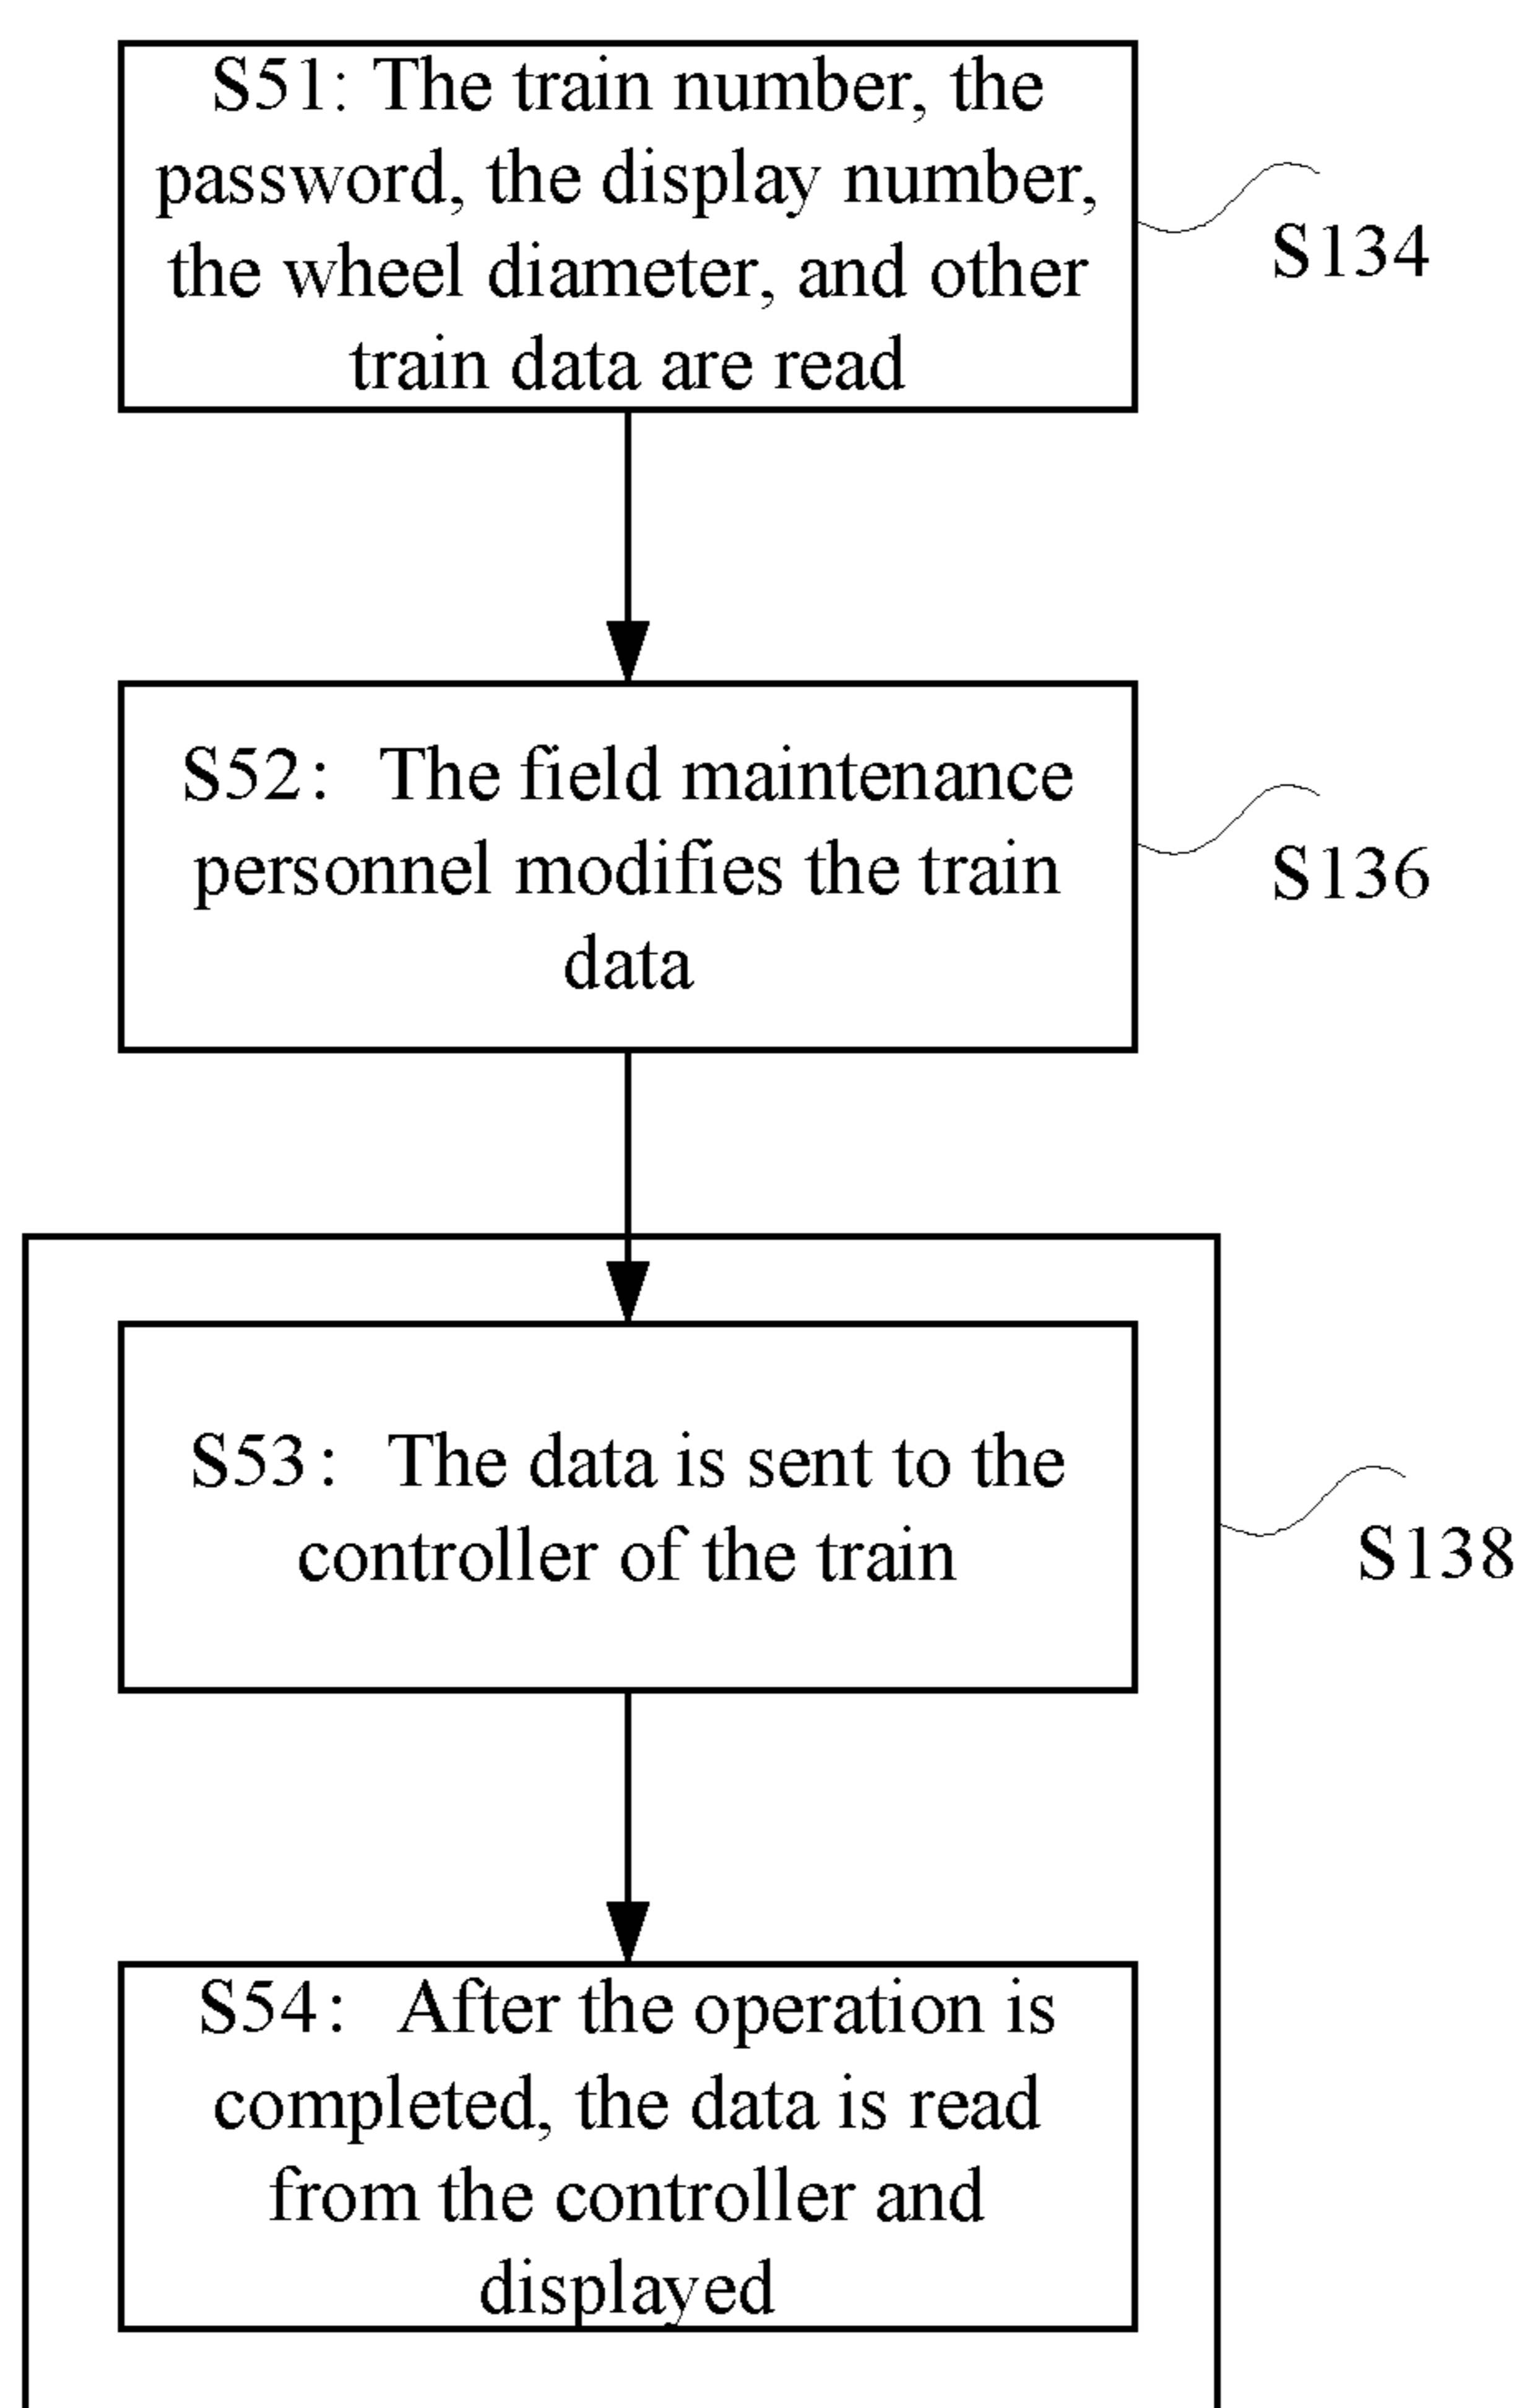 S51: The train number, the
password, the display number,
the wheel diameter, and other
train data are read
S134
S52: The field maintenance
personnel modifies the train
data
S136
S53: The data is sent to the
controller of the train
S138
S54: After the operation is
completed, the data is read
from the controller and
displayed